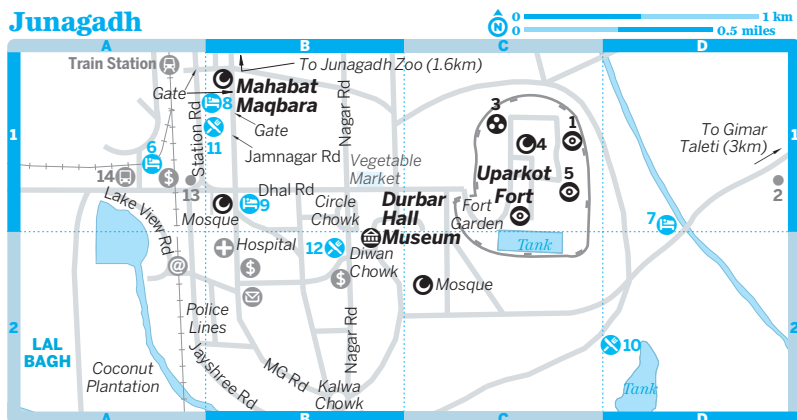 Junagadh
N
0 1 km
0 0.5 miles
A B C D
Train Station
To Junagadh Zoo (1.6km)
Gate
Mahabat
Maqbara
8
Gate
11
Station Rd
Nagar Rd
Jamnagar Rd
6
14
13
Vegetable
Market
Dhal Rd
9
Mosque
Circle
Chowk
Durbar
Hall
Museum
3
1
4
5
Uparkot
Fort
Fort
Garden
Tank
To Girnar
Taleti (3km)
2
7
1
1
Lake View Rd
@
Hospital
$
$
$
12
Diwan
Chowk
Mosque
Police
Lines
Nagar Rd
2
2
LAL
BAGH
Coconut
Plantation
Jayshree Rd
MG Rd
Kalwa
Chowk
10
Tank
A B C D